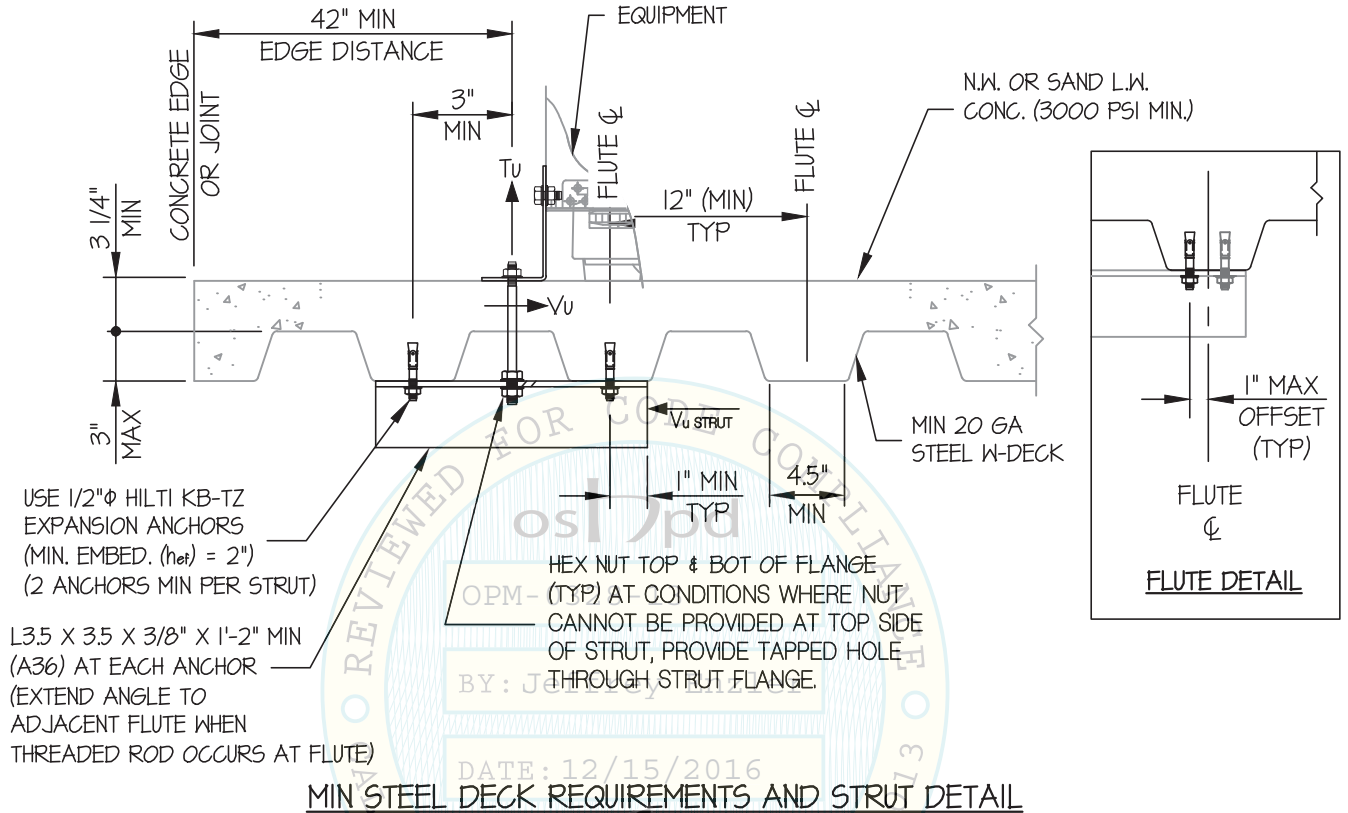 42" MIN
EDGE DISTANCE
EQUIPMENT
CONCRETE EDGE
OR JOINT
3"
MIN
Tu
FLUTE ℄
FLUTE ℄
N.W. OR SAND L.W.
CONC. (3000 PSI MIN.)
12" (MIN)
TYP
3 1/4"
MIN
Vu
3"
MAX
Vu STRUT
MIN 20 GA
STEEL W-DECK
1" MIN
TYP
4.5"
MIN
USE 1/2"Φ HILTI KB-TZ
EXPANSION ANCHORS
(MIN. EMBED. (hef) = 2")
(2 ANCHORS MIN PER STRUT)
HEX NUT TOP & BOT OF FLANGE
(TYP) AT CONDITIONS WHERE NUT
CANNOT BE PROVIDED AT TOP SIDE
OF STRUT, PROVIDE TAPPED HOLE
THROUGH STRUT FLANGE.
L3.5 X 3.5 X 3/8" X 1'-2" MIN
(A36) AT EACH ANCHOR
(EXTEND ANGLE TO
ADJACENT FLUTE WHEN
THREADED ROD OCCURS AT FLUTE)
1" MAX
OFFSET
(TYP)
FLUTE
℄
FLUTE DETAIL
REVIEWED FOR CODE COMPLIANCE
oshpd
BY: Jeffrey
DATE: 12/15/2016
MIN STEEL DECK REQUIREMENTS AND STRUT DETAIL